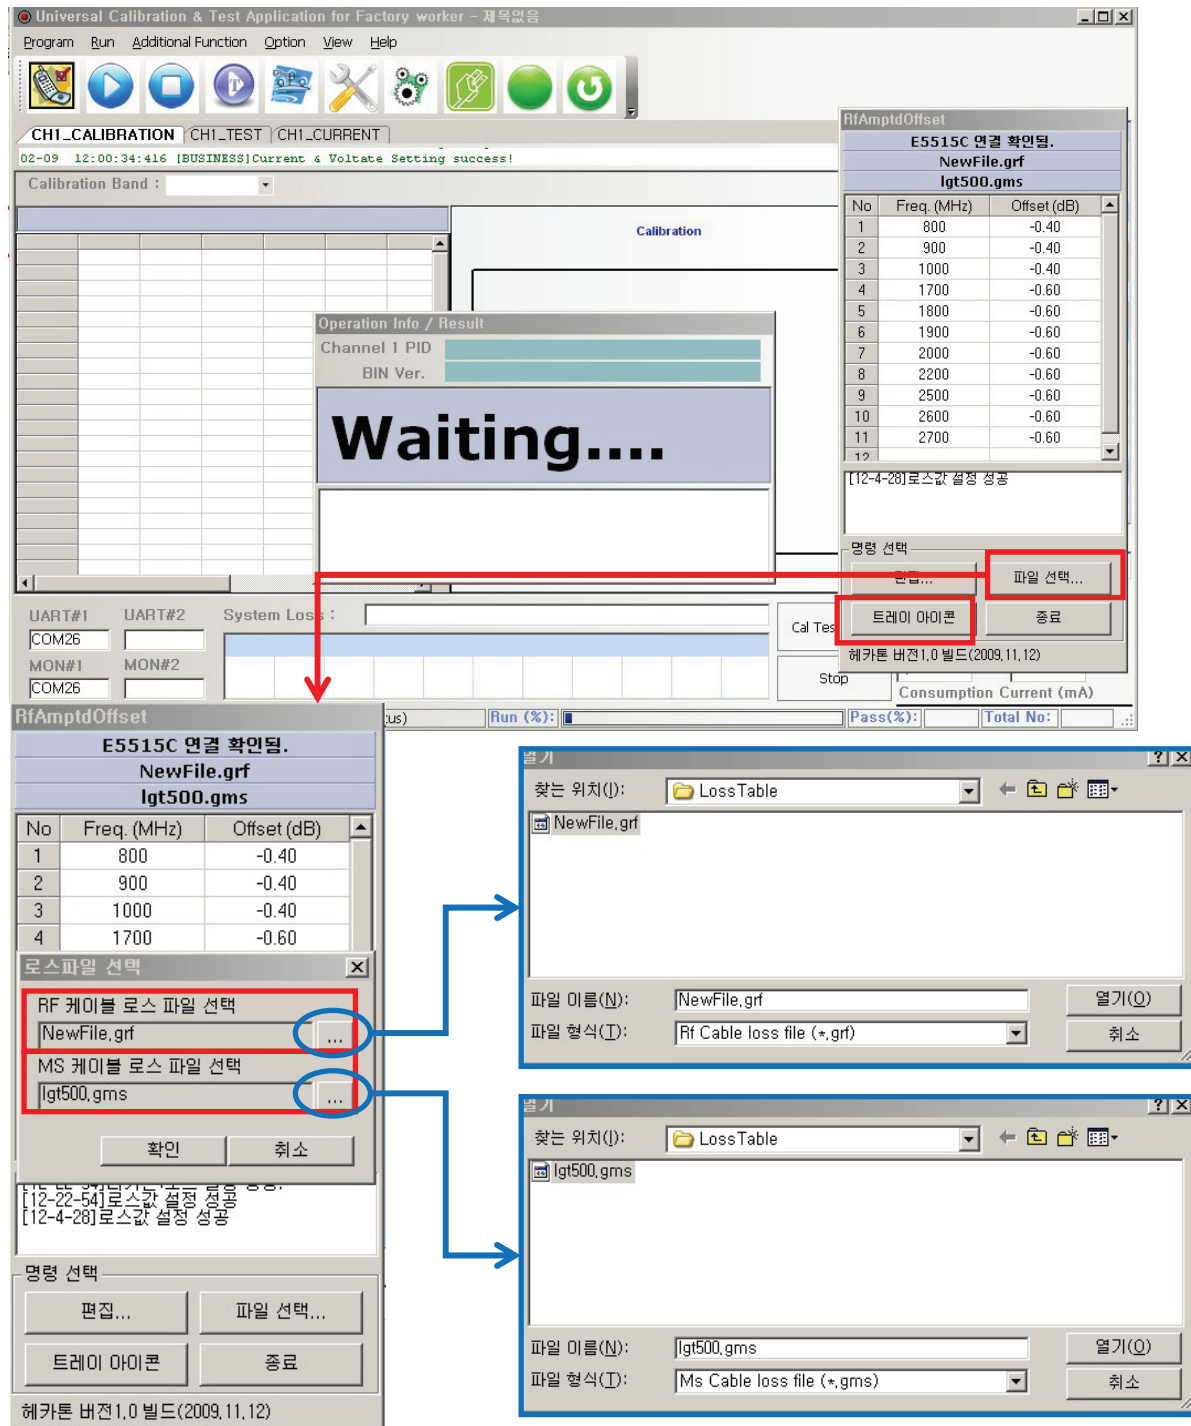 Universal Calibration & Test Application for Factory worker - 제목없음
Program Run Additional Function Option View Help
CH1_CALIBRATION CH1_TEST CH1_CURRENT
02-09 12:00:34:416 [BUSINESS]Current & Voltate Setting success!
Calibration Band :
Calibration
Operation Info / Result
Channel 1 PID
BIN Ver.
Waiting....
UART#1 UART#2 System Loss :
COM26
MON#1 MON#2
COM26
Cal Tes
Stop
Consumption Current (mA)
tus) Run (%): Pass(%): Total No:
RfAmptdOffset
E5515C 연결 확인됨.
NewFile.grf
lgt500.gms
No Freq. (MHz) Offset (dB)
1 800 -0.40
2 900 -0.40
3 1000 -0.40
4 1700 -0.60
5 1800 -0.60
6 1900 -0.60
7 2000 -0.60
8 2200 -0.60
9 2500 -0.60
10 2600 -0.60
11 2700 -0.60
12
[12-4-28]로스값 설정 성공
명령 선택
편집... 파일 선택...
트레이 아이콘 종료
헤카톤 버전1.0 빌드(2009.11.12)
RfAmptdOffset
E5515C 연결 확인됨.
NewFile.grf
lgt500.gms
No Freq. (MHz) Offset (dB)
1 800 -0.40
2 900 -0.40
3 1000 -0.40
4 1700 -0.60
로스파일 선택
RF 케이블 로스 파일 선택
NewFile.grf ...
MS 케이블 로스 파일 선택
lgt500.gms ...
확인 취소
[12-22-54]로스값 설정 성공
[12-4-28]로스값 설정 성공
명령 선택
편집... 파일 선택...
트레이 아이콘 종료
헤카톤 버전1.0 빌드(2009.11.12)
열기
찾는 위치(I): LossTable
NewFile.grf
파일 이름(N): NewFile.grf 열기(O)
파일 형식(T): Rf Cable loss file (*.grf) 취소
열기
찾는 위치(I): LossTable
lgt500.gms
파일 이름(N): lgt500.gms 열기(O)
파일 형식(T): Ms Cable loss file (*.gms) 취소